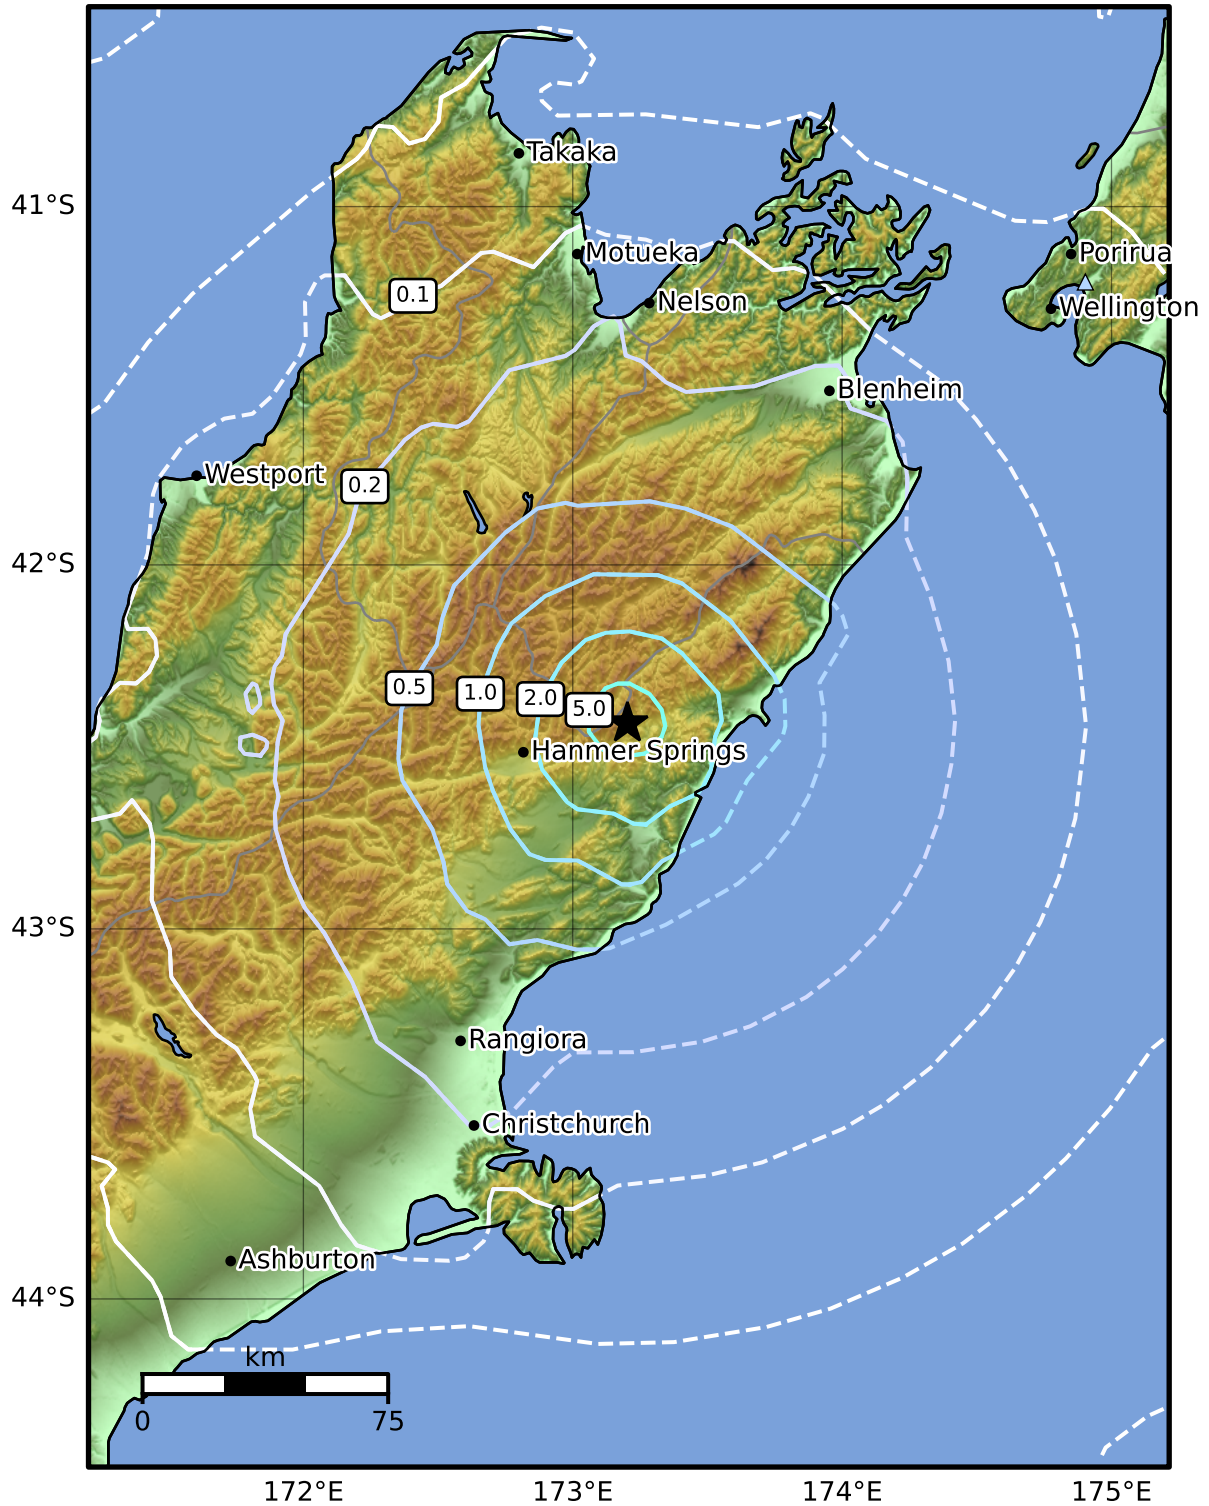 Takaka
41°S
Motueka
Porirua
0.1
Nelson
Wellington
Blenheim
Westport
0.2
42°S
0.5
1.0
2.0
5.0
Hanmer Springs
43°S
Rangiora
Christchurch
Ashburton
44°S
km
0
75
172°E
173°E
174°E
175°E